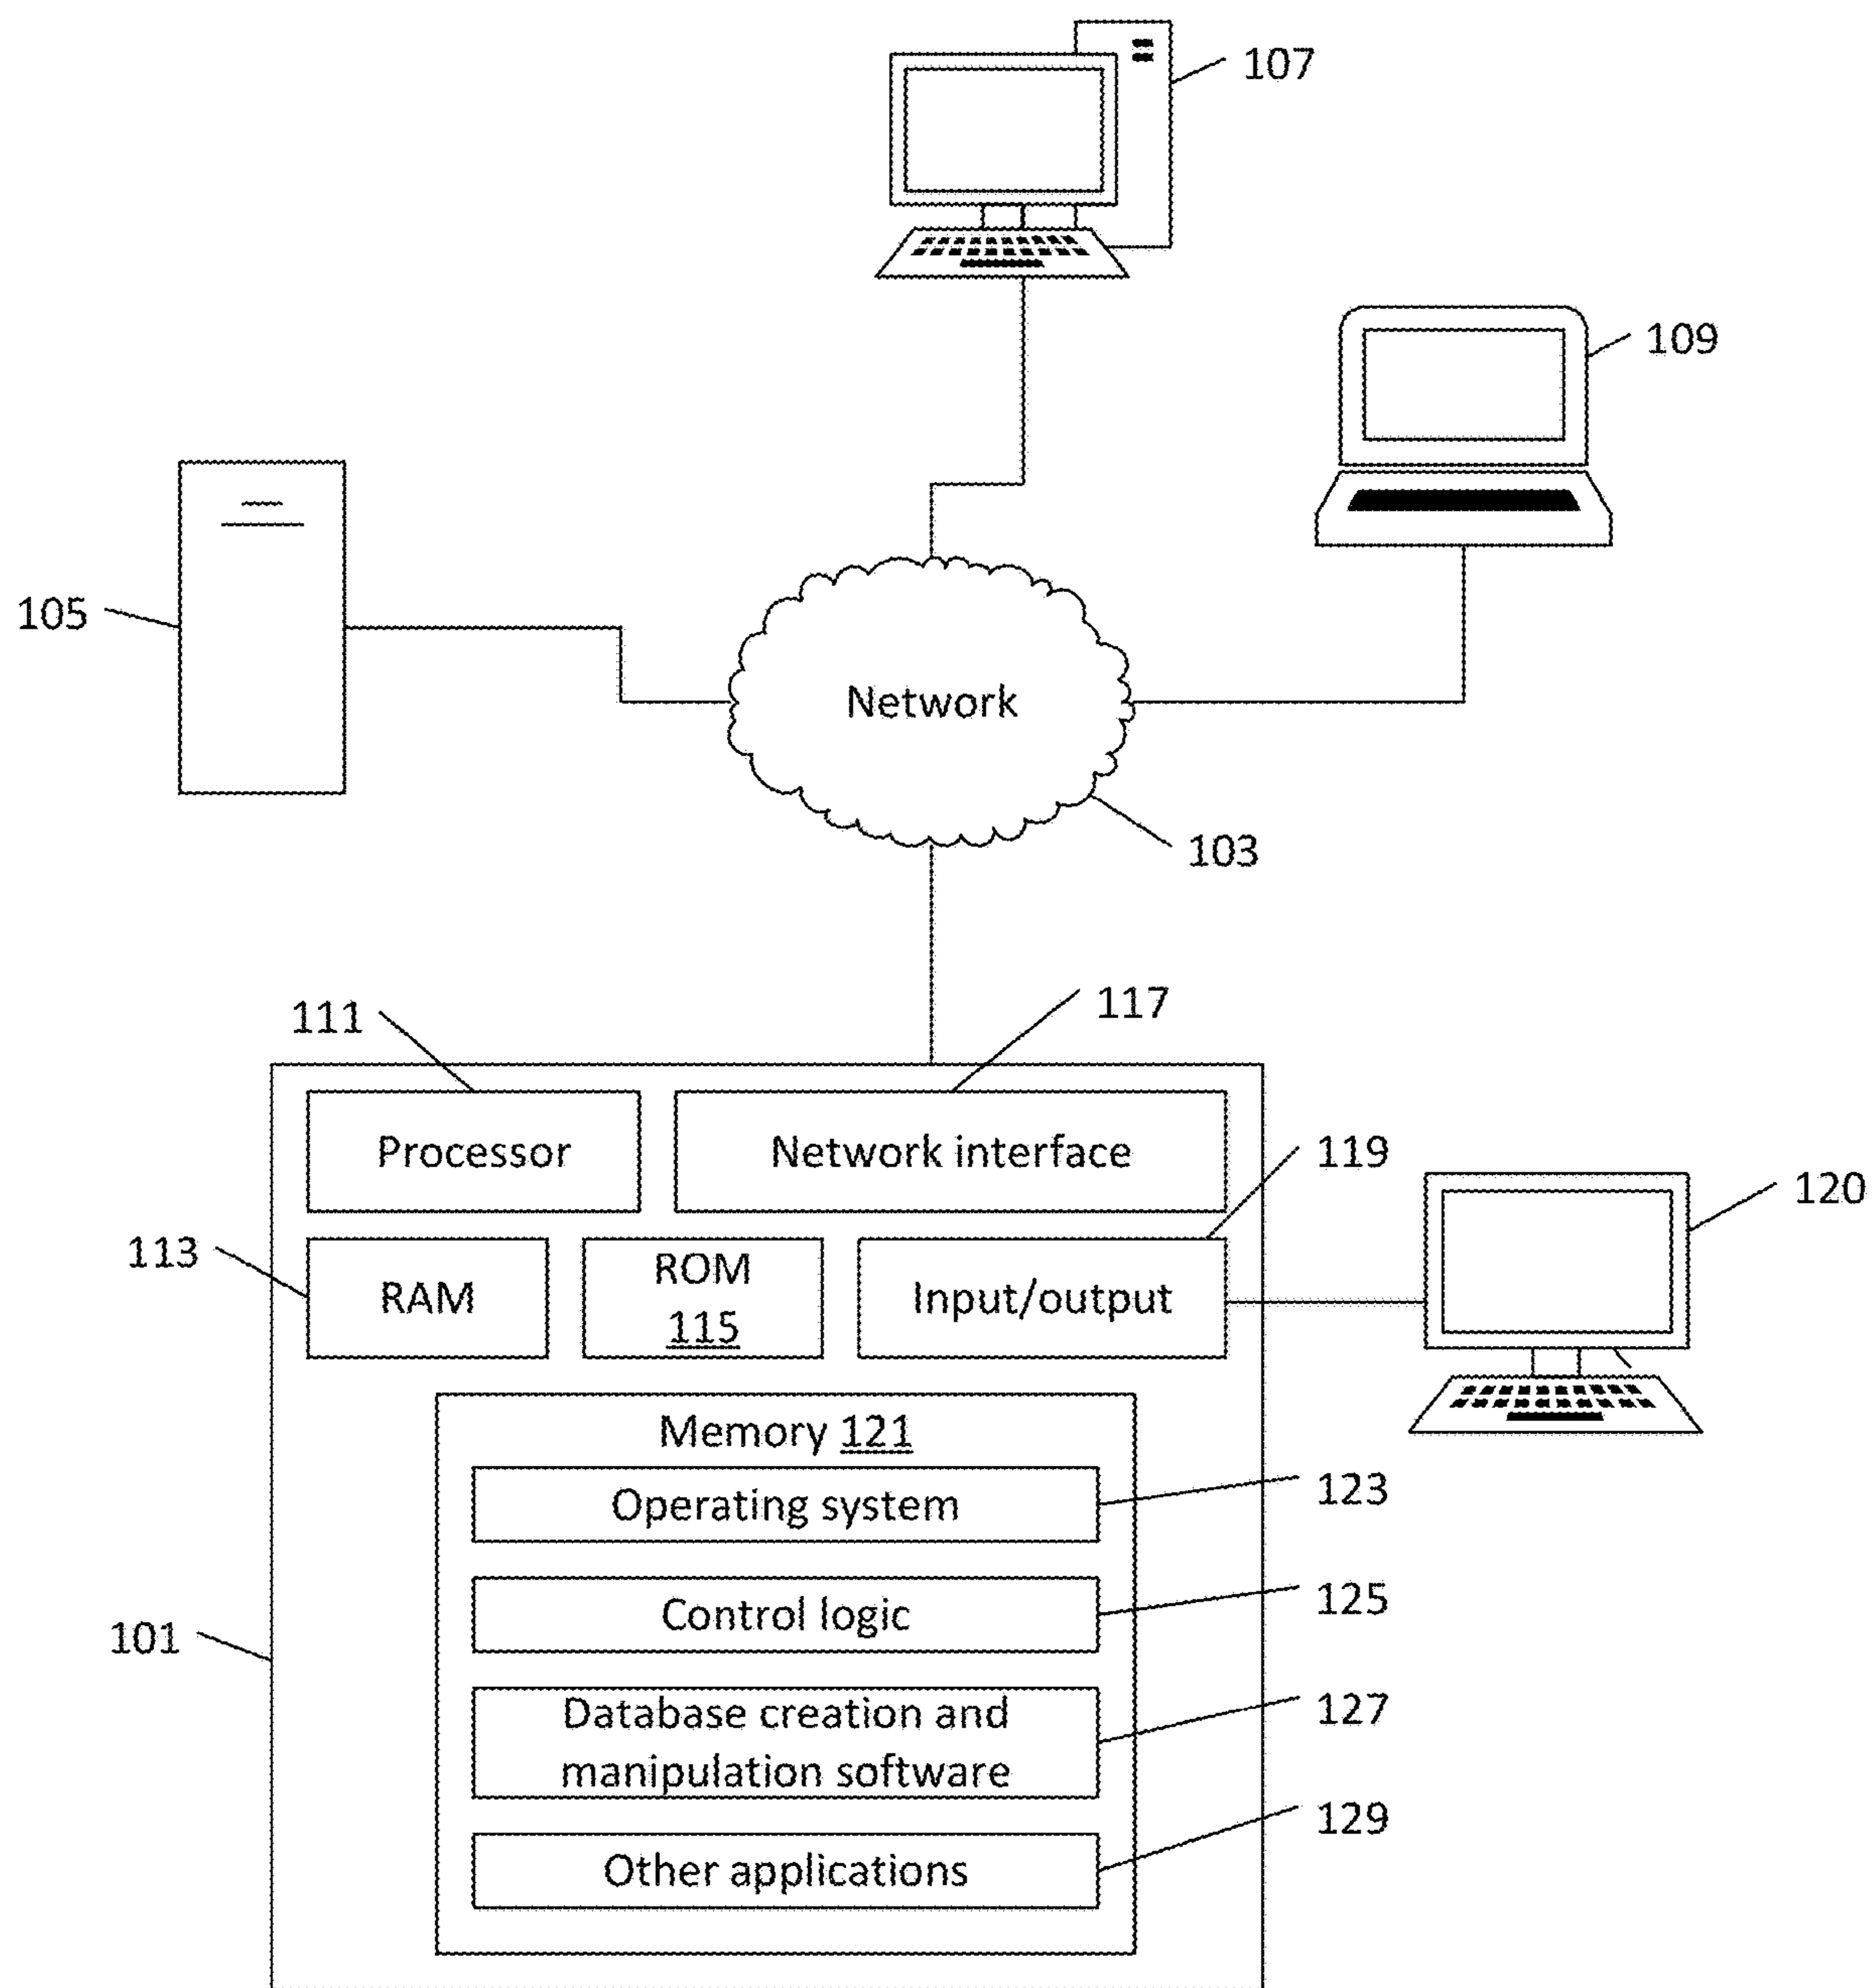 107
109
105
Network
103
111
117
Processor
Network interface
119
120
113
RAM
ROM
115
Input/output
Memory 121
Operating system
123
Control logic
125
101
Database creation and
manipulation software
127
Other applications
129